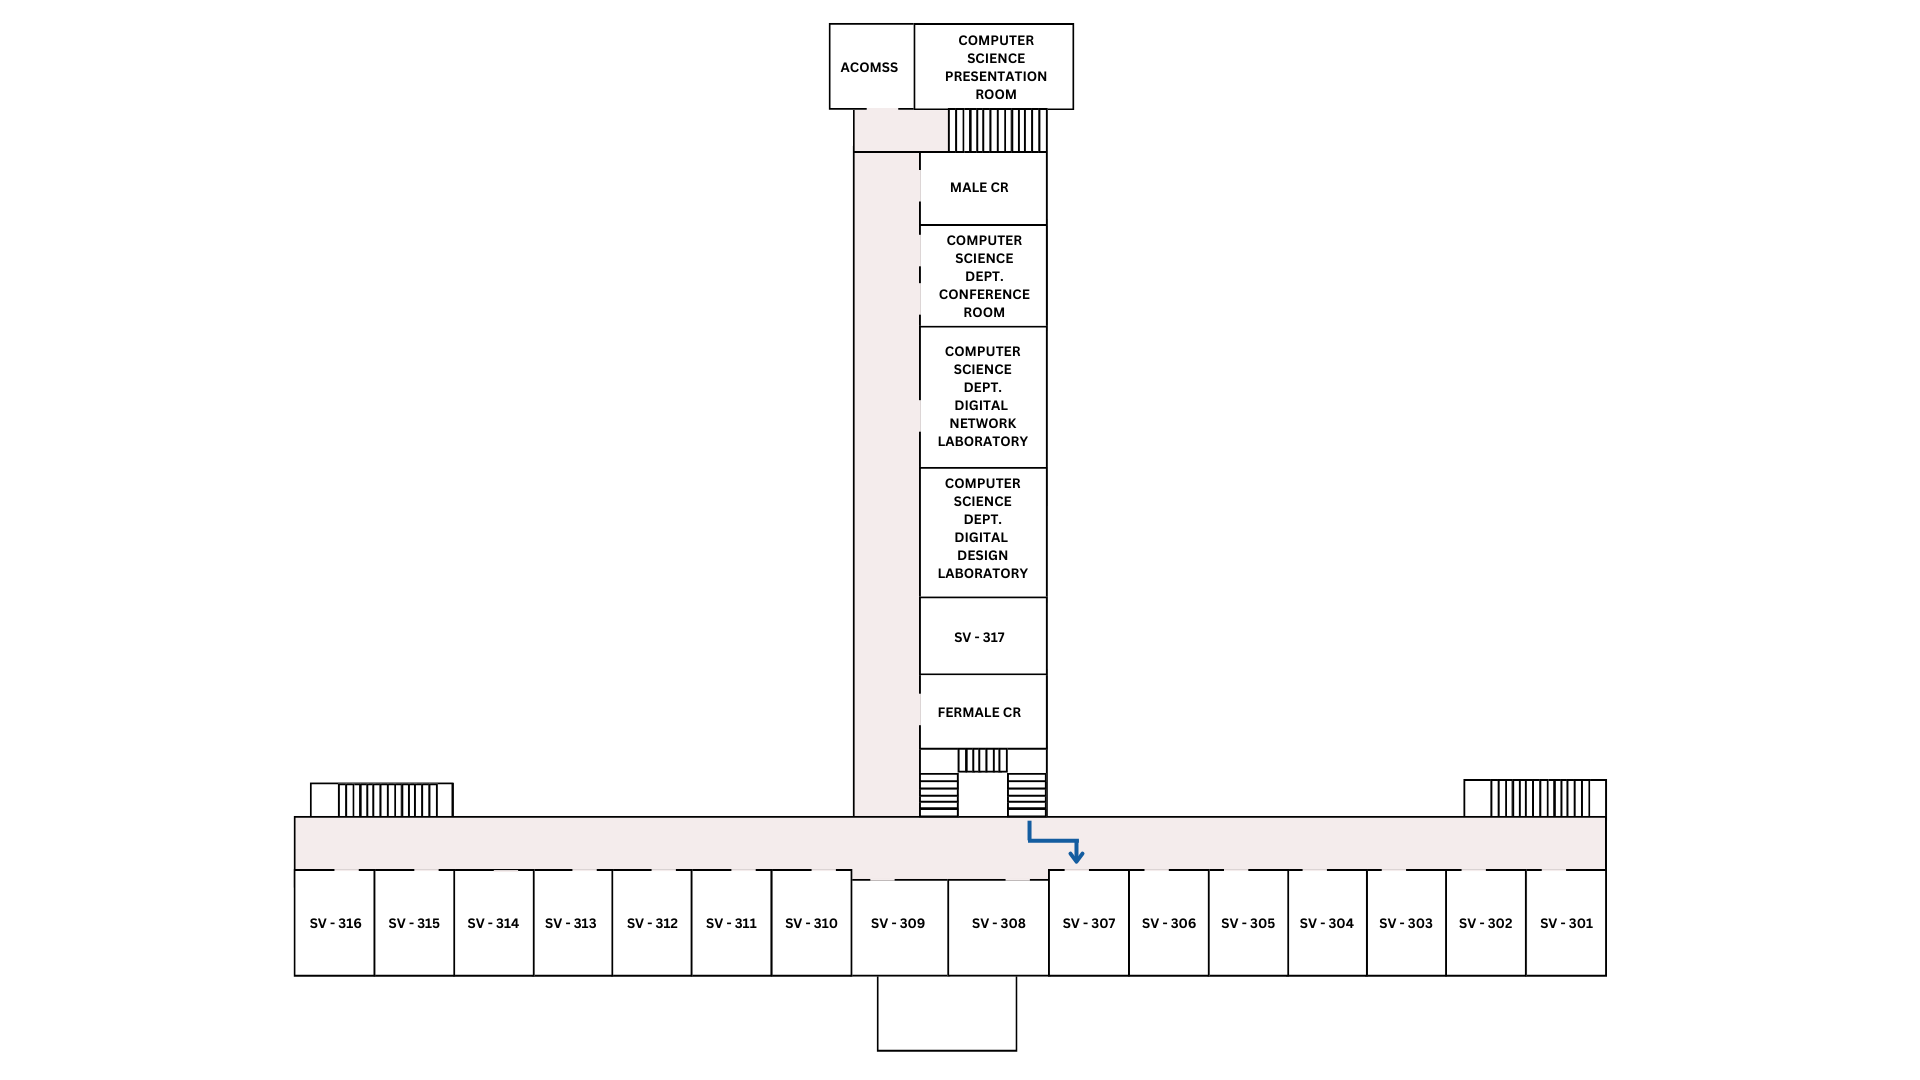 ACOMSS
COMPUTER
SCIENCE
PRESENTATION
ROOM
MALE CR
COMPUTER
SCIENCE
DEPT.
CONFERENCE
ROOM
COMPUTER
SCIENCE
DEPT.
DIGITAL
NETWORK
LABORATORY
COMPUTER
SCIENCE
DEPT.
DIGITAL
DESIGN
LABORATORY
SV - 317
FERMALE CR
SV - 316
SV - 315
SV - 314
SV - 313
SV - 312
SV - 311
SV - 310
SV - 309
SV - 308
SV - 307
SV - 306
SV - 305
SV - 304
SV - 303
SV - 302
SV - 301